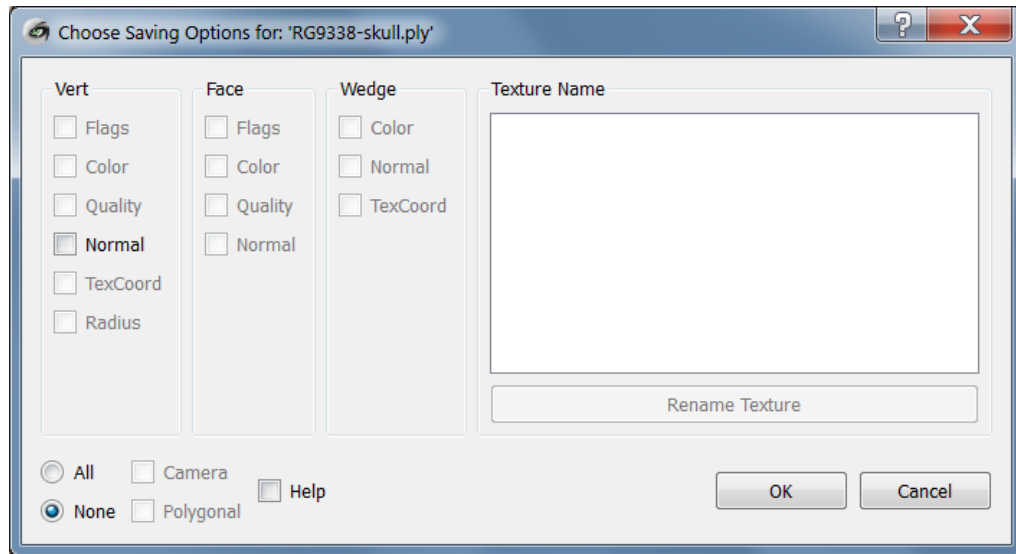 Choose Saving Options for: 'RG9338-skull.ply'
Vert
Flags
Color
Quality
Normal
TexCoord
Radius
Face
Flags
Color
Quality
Normal
Wedge
Color
Normal
TexCoord
Texture Name
Rename Texture
All
Camera
None
Polygonal
Help
OK
Cancel